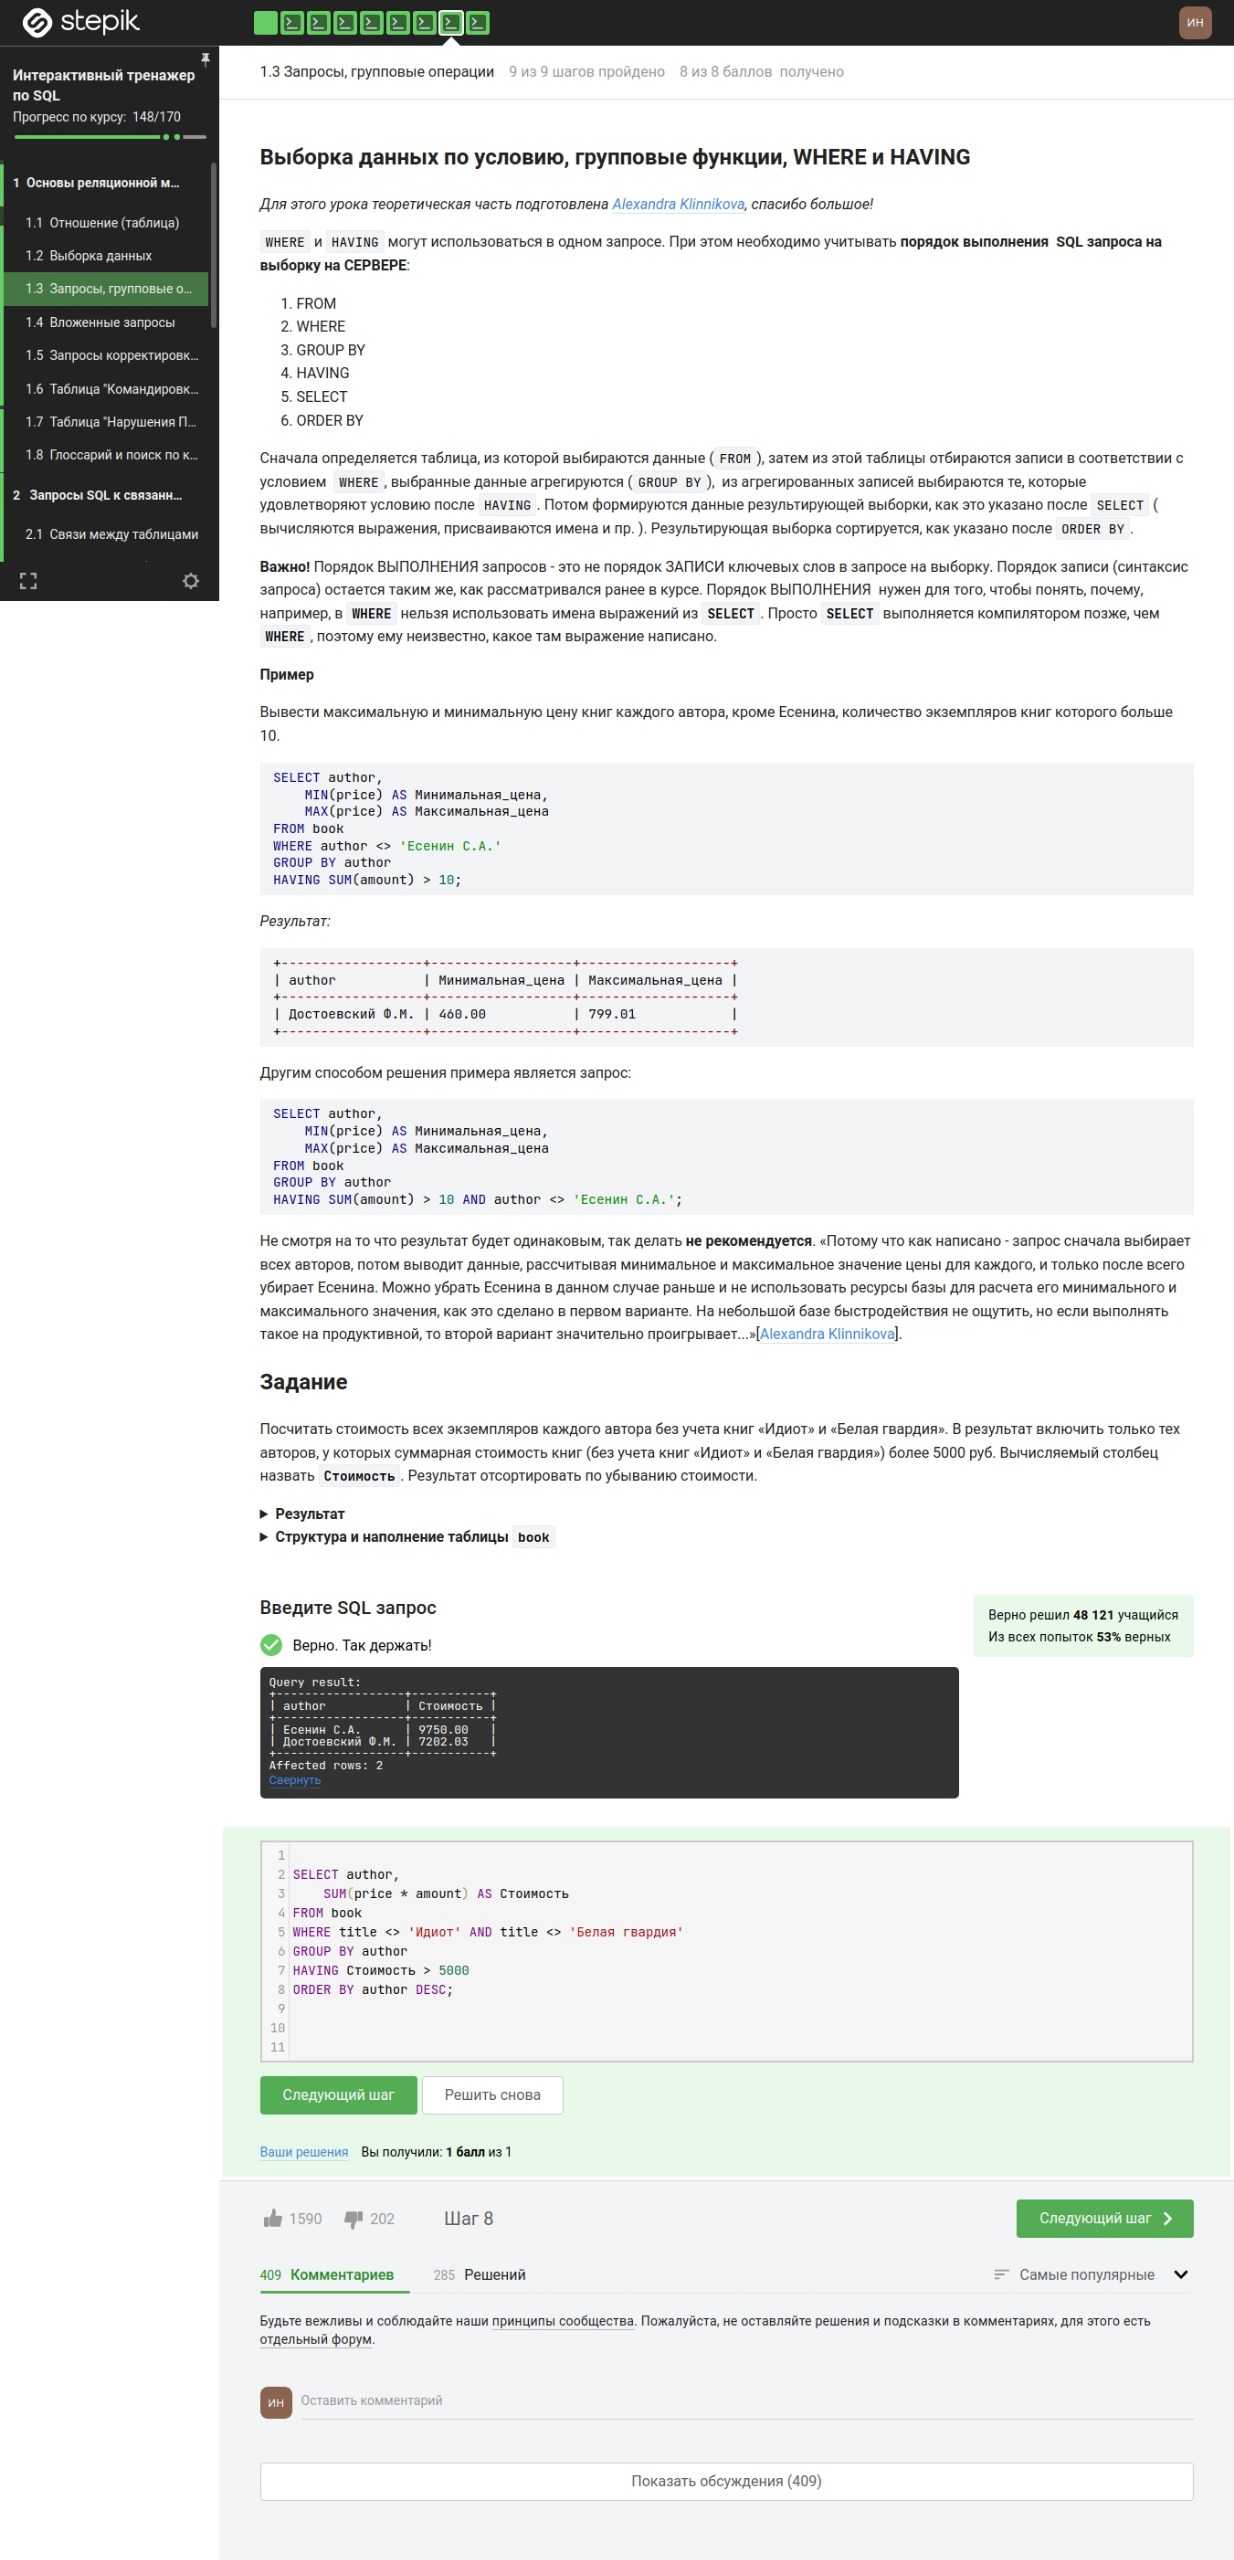 stepik
ИН
Интерактивный тренажер
по SQL
Прогресс по курсу: 148/170
1 Основы реляционной м...
1.1 Отношение (таблица)
1.2 Выборка данных
1.3 Запросы, групповые о...
1.4 Вложенные запросы
1.5 Запросы корректировк...
1.6 Таблица "Командировк...
1.7 Таблица "Нарушения П...
1.8 Глоссарий и поиск по к...
2 Запросы SQL к связанн...
2.1 Связи между таблицами
1.3 Запросы, групповые операции 9 из 9 шагов пройдено 8 из 8 баллов получено
Выборка данных по условию, групповые функции, WHERE и HAVING
Для этого урока теоретическая часть подготовлена Alexandra Klinnikova, спасибо большое!
WHERE и HAVING могут использоваться в одном запросе. При этом необходимо учитывать порядок выполнения SQL запроса на
выборку на СЕРВЕРЕ:
1. FROM
2. WHERE
3. GROUP BY
4. HAVING
5. SELECT
6. ORDER BY
Сначала определяется таблица, из которой выбираются данные ( FROM ), затем из этой таблицы отбираются записи в соответствии с
условием WHERE , выбранные данные агрегируются ( GROUP BY ), из агрегированных записей выбираются те, которые
удовлетворяют условию после HAVING . Потом формируются данные результирующей выборки, как это указано после SELECT (
вычисляются выражения, присваиваются имена и пр. ). Результирующая выборка сортируется, как указано после ORDER BY .
Важно! Порядок ВЫПОЛНЕНИЯ запросов - это не порядок ЗАПИСИ ключевых слов в запросе на выборку. Порядок записи (синтаксис
запроса) остается таким же, как рассматривался ранее в курсе. Порядок ВЫПОЛНЕНИЯ нужен для того, чтобы понять, почему,
например, в WHERE нельзя использовать имена выражений из SELECT . Просто SELECT выполняется компилятором позже, чем
WHERE , поэтому ему неизвестно, какое там выражение написано.
Пример
Вывести максимальную и минимальную цену книг каждого автора, кроме Есенина, количество экземпляров книг которого больше
10.
SELECT author,
    MIN(price) AS Минимальная_цена,
    MAX(price) AS Максимальная_цена
FROM book
WHERE author <> 'Есенин С.А.'
GROUP BY author
HAVING SUM(amount) > 10;
Результат:
+------------------+------------------+-------------------+
| author           | Минимальная_цена | Максимальная_цена |
+------------------+------------------+-------------------+
| Достоевский Ф.М. | 460.00           | 799.01            |
+------------------+------------------+-------------------+
Другим способом решения примера является запрос:
SELECT author,
    MIN(price) AS Минимальная_цена,
    MAX(price) AS Максимальная_цена
FROM book
GROUP BY author
HAVING SUM(amount) > 10 AND author <> 'Есенин С.А.';
Не смотря на то что результат будет одинаковым, так делать не рекомендуется. «Потому что как написано - запрос сначала выбирает
всех авторов, потом выводит данные, рассчитывая минимальное и максимальное значение цены для каждого, и только после всего
убирает Есенина. Можно убрать Есенина в данном случае раньше и не использовать ресурсы базы для расчета его минимального и
максимального значения, как это сделано в первом варианте. На небольшой базе быстродействия не ощутить, но если выполнять
такое на продуктивной, то второй вариант значительно проигрывает...»[Alexandra Klinnikova].
Задание
Посчитать стоимость всех экземпляров каждого автора без учета книг «Идиот» и «Белая гвардия». В результат включить только тех
авторов, у которых суммарная стоимость книг (без учета книг «Идиот» и «Белая гвардия») более 5000 руб. Вычисляемый столбец
назвать Стоимость . Результат отсортировать по убыванию стоимости.
▶ Результат
▶ Структура и наполнение таблицы book
Введите SQL запрос
Верно решил 48 121 учащийся
Из всех попыток 53% верных
Верно. Так держать!
Query result:
+------------------+-----------+
| author           | Стоимость |
+------------------+-----------+
| Есенин С.А.      | 9750.00   |
| Достоевский Ф.М. | 7202.03   |
+------------------+-----------+
Affected rows: 2
Свернуть
1
2 SELECT author,
3     SUM(price * amount) AS Стоимость
4 FROM book
5 WHERE title <> 'Идиот' AND title <> 'Белая гвардия'
6 GROUP BY author
7 HAVING Стоимость > 5000
8 ORDER BY author DESC;
9
10
11
Следующий шаг Решить снова
Ваши решения Вы получили: 1 балл из 1
1590 202 Шаг 8 Следующий шаг
409 Комментариев 285 Решений Самые популярные
Будьте вежливы и соблюдайте наши принципы сообщества. Пожалуйста, не оставляйте решения и подсказки в комментариях, для этого есть
отдельный форум.
ИН Оставить комментарий
Показать обсуждения (409)